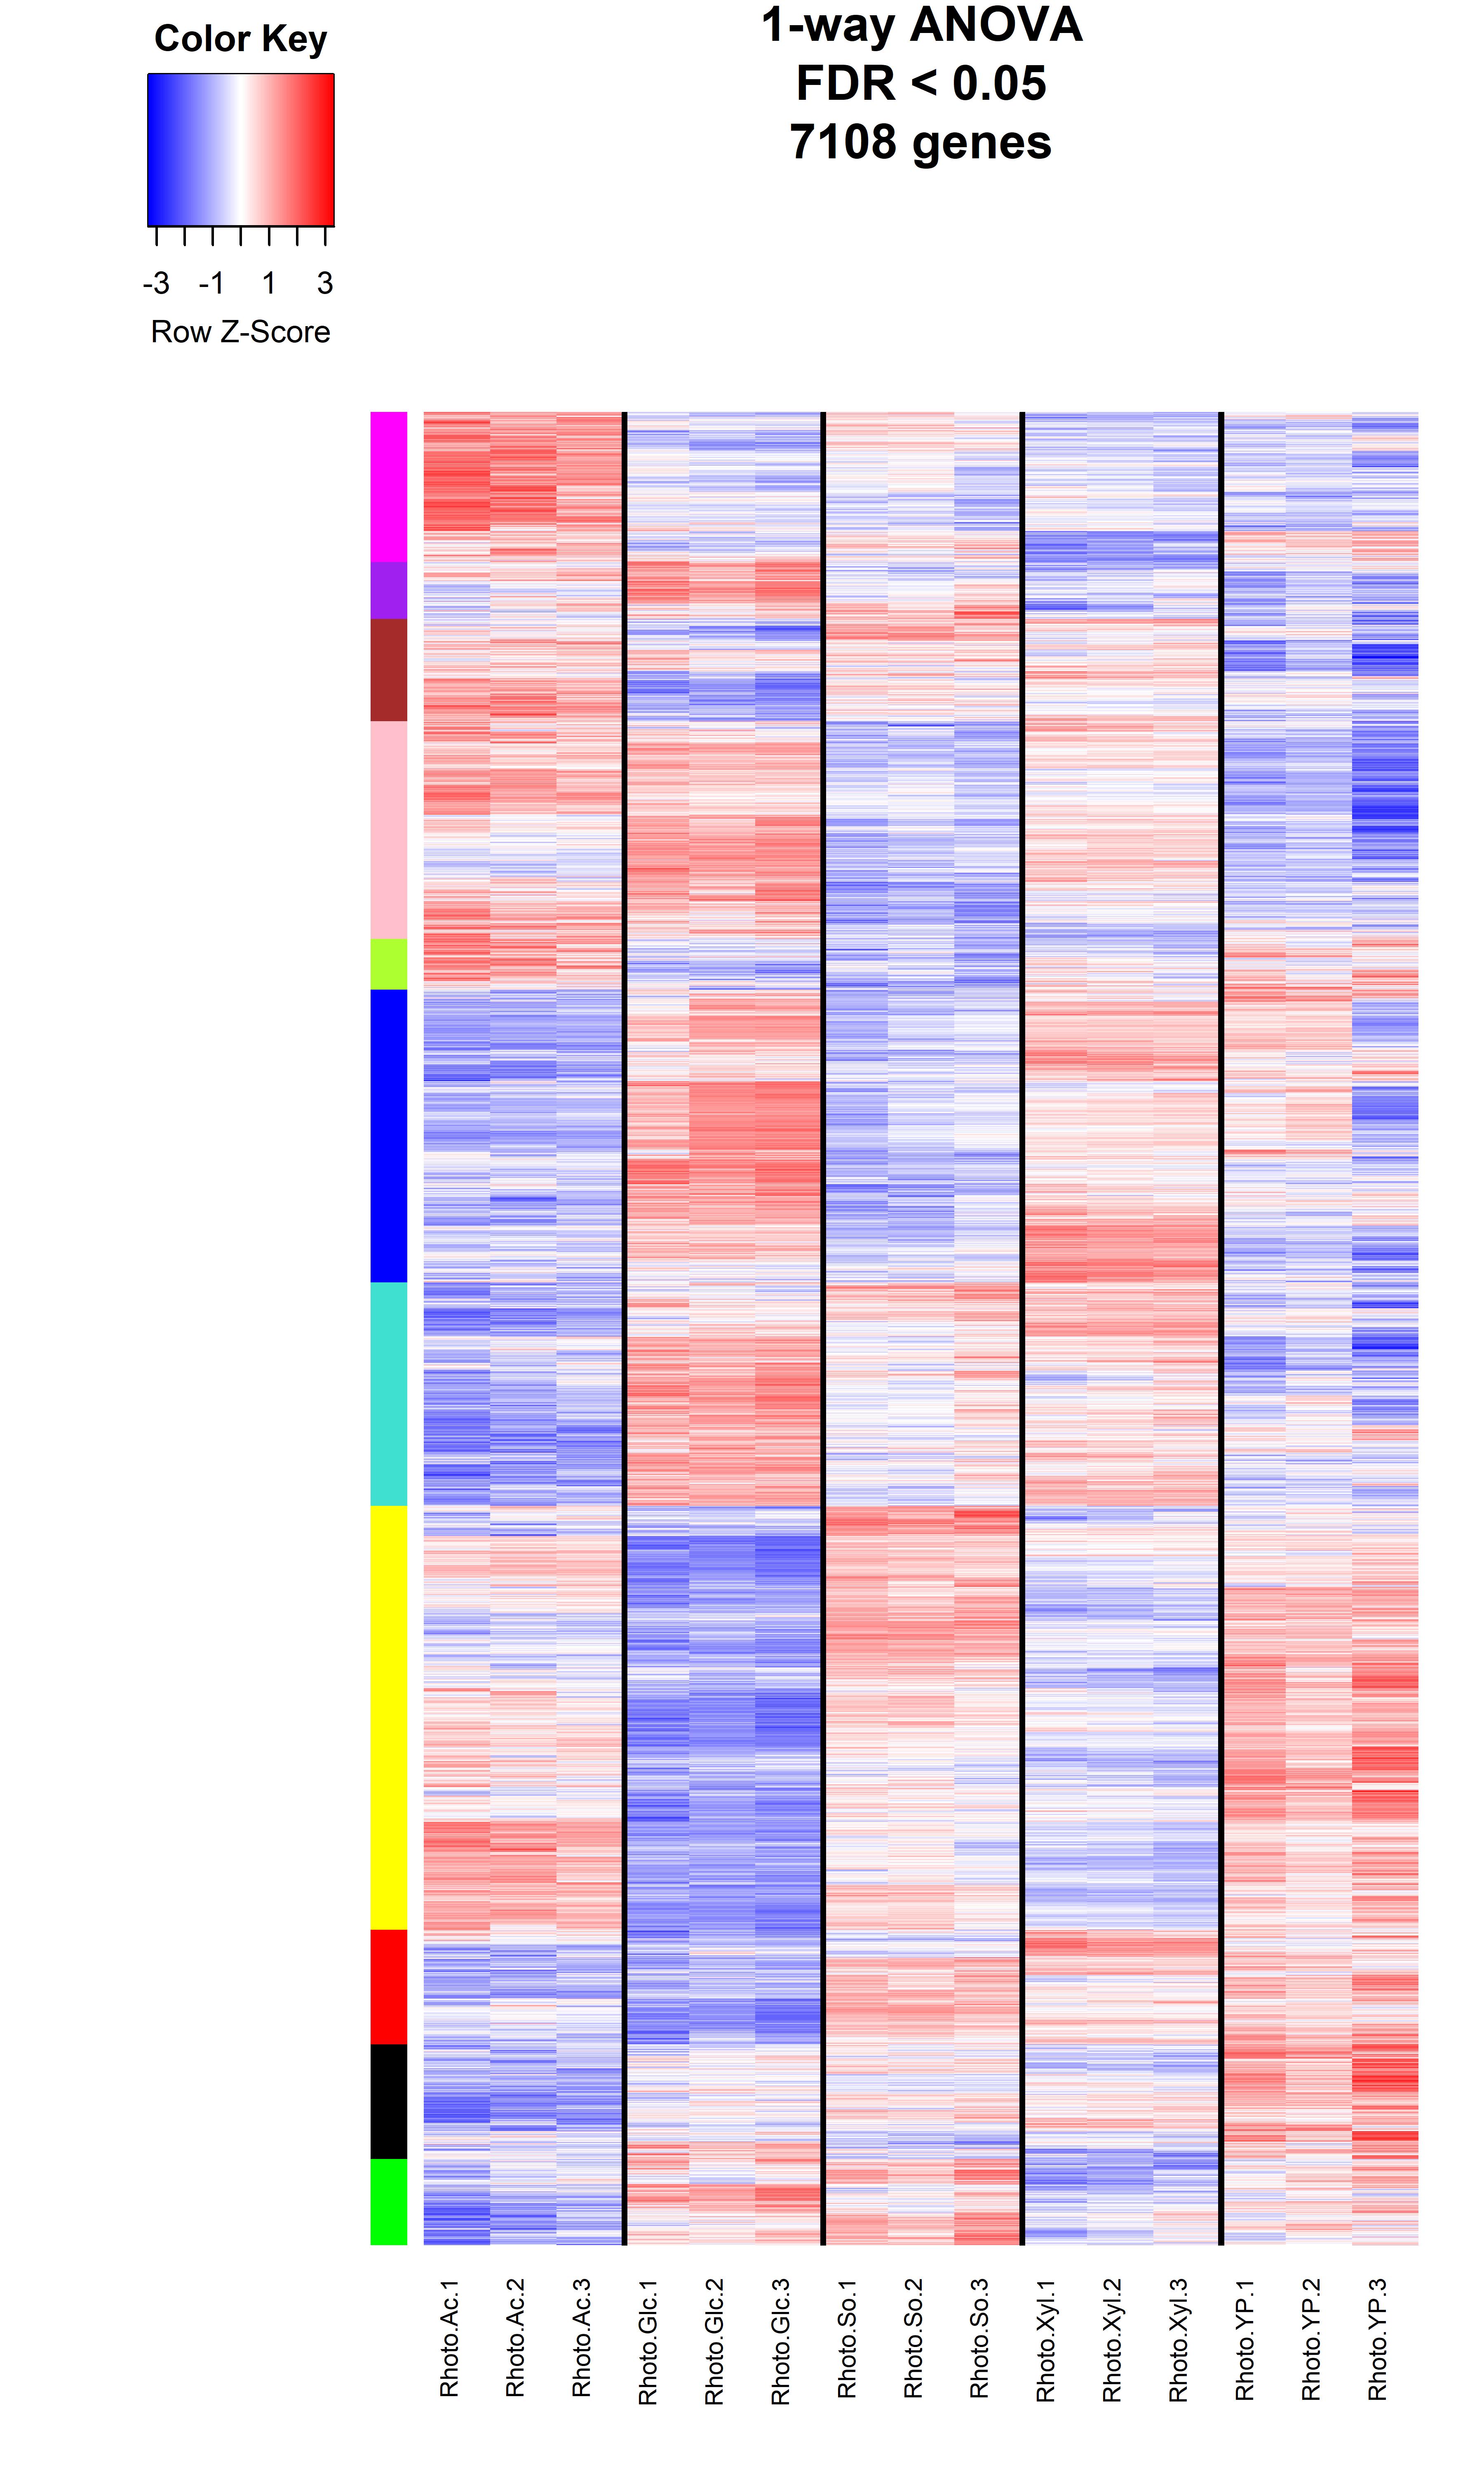 1-way ANOVA
FDR < 0.05
7108 genes
Color Key
-3 -1 1 3
Row Z-Score
Rhoto.Ac.1
Rhoto.Ac.2
Rhoto.Ac.3
Rhoto.Glc.1
Rhoto.Glc.2
Rhoto.Glc.3
Rhoto.So.1
Rhoto.So.2
Rhoto.So.3
Rhoto.Xyl.1
Rhoto.Xyl.2
Rhoto.Xyl.3
Rhoto.YP.1
Rhoto.YP.2
Rhoto.YP.3